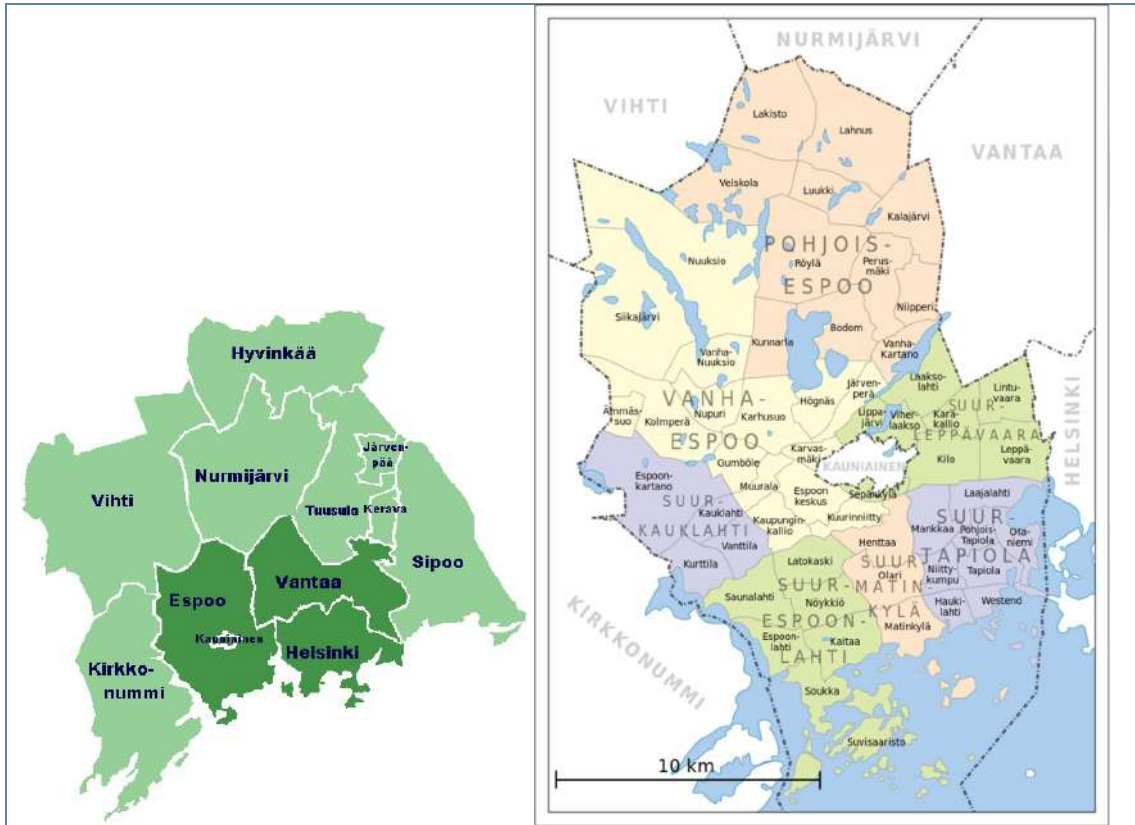 Hyvinkää
Järven-
pää
Nurmijärvi
Vihti
Tuusula
Kerava
Sipoo
Vantaa
Espoo
Kauniainen
Helsinki
Kirkko-
nummi
NURMIJÄRVI
VIHTI
VANTAA
Lakisto
Lahnus
Velskola
Luukki
Kalajärvi
POHJOIS-
ESPOO
Röylä
Perus-
mäki
Nuuksio
Niipperi
Siikajärvi
Bodom
Kunnarla
Vanha-
Kartano
Vanha-
Nuuksio
Laakso-
lahti
Lintu-
vaara
Järven-
perä
VANHA-
ESPOO
Högnäs
Ämmäs-
suo
Kolmperä
Nupuri
Karhusuo
Lippa-
järvi
Viher-
laakso
Kara-
kallio
SUUR-
LEPPÄVAARA
Leppä-
vaara
Kilo
HELSINKI
Karvas-
mäki
KAUNIAINEN
Gumböle
Espoon-
kartano
Muurala
Espoon
keskus
Sepänkylä
Laajalahti
SUUR-
KAUKLAHTI
Kauklahti
Kaupungin-
kallio
Kuurinniitty
SUUR-
TAPIOLA
Mankkaa
Pohjois-
Tapiola
Ota-
niemi
Vanttila
Henttaa
Kurttila
Latokaski
SUUR-
MATIN-
KYLÄ
Olari
Niitty-
kumpu
Tapiola
Saunalahti
SUUR-
ESPOON-
LAHTI
Nöykkiö
Hauki-
lahti
Westend
Matinkylä
Espoon-
lahti
Kaitaa
KIRKKONUMMI
Soukka
Suvisaaristo
10 km